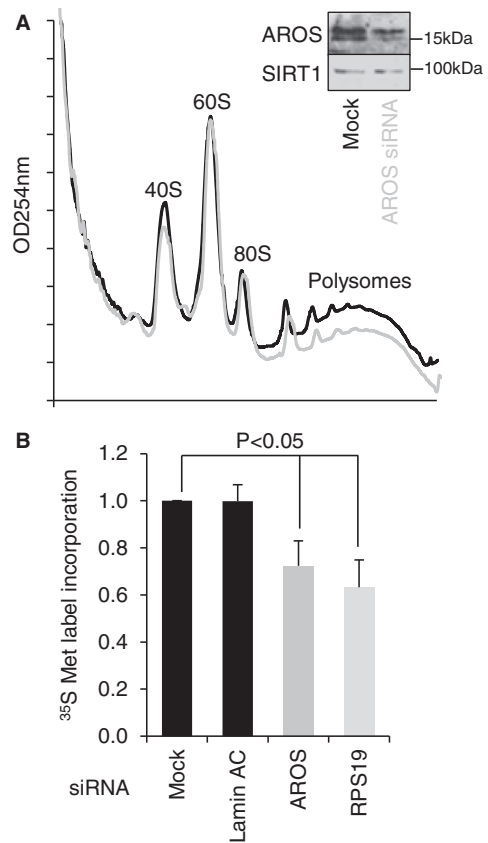 A
AROS
15kDa
SIRT1
100kDa
Mock
AROS siRNA
OD254nm
60S
40S
80S
Polysomes
B
P<0.05
³⁵S Met label incorporation
1.2
1.0
0.8
0.6
0.4
0.2
0.0
siRNA
Mock
Lamin AC
AROS
RPS19